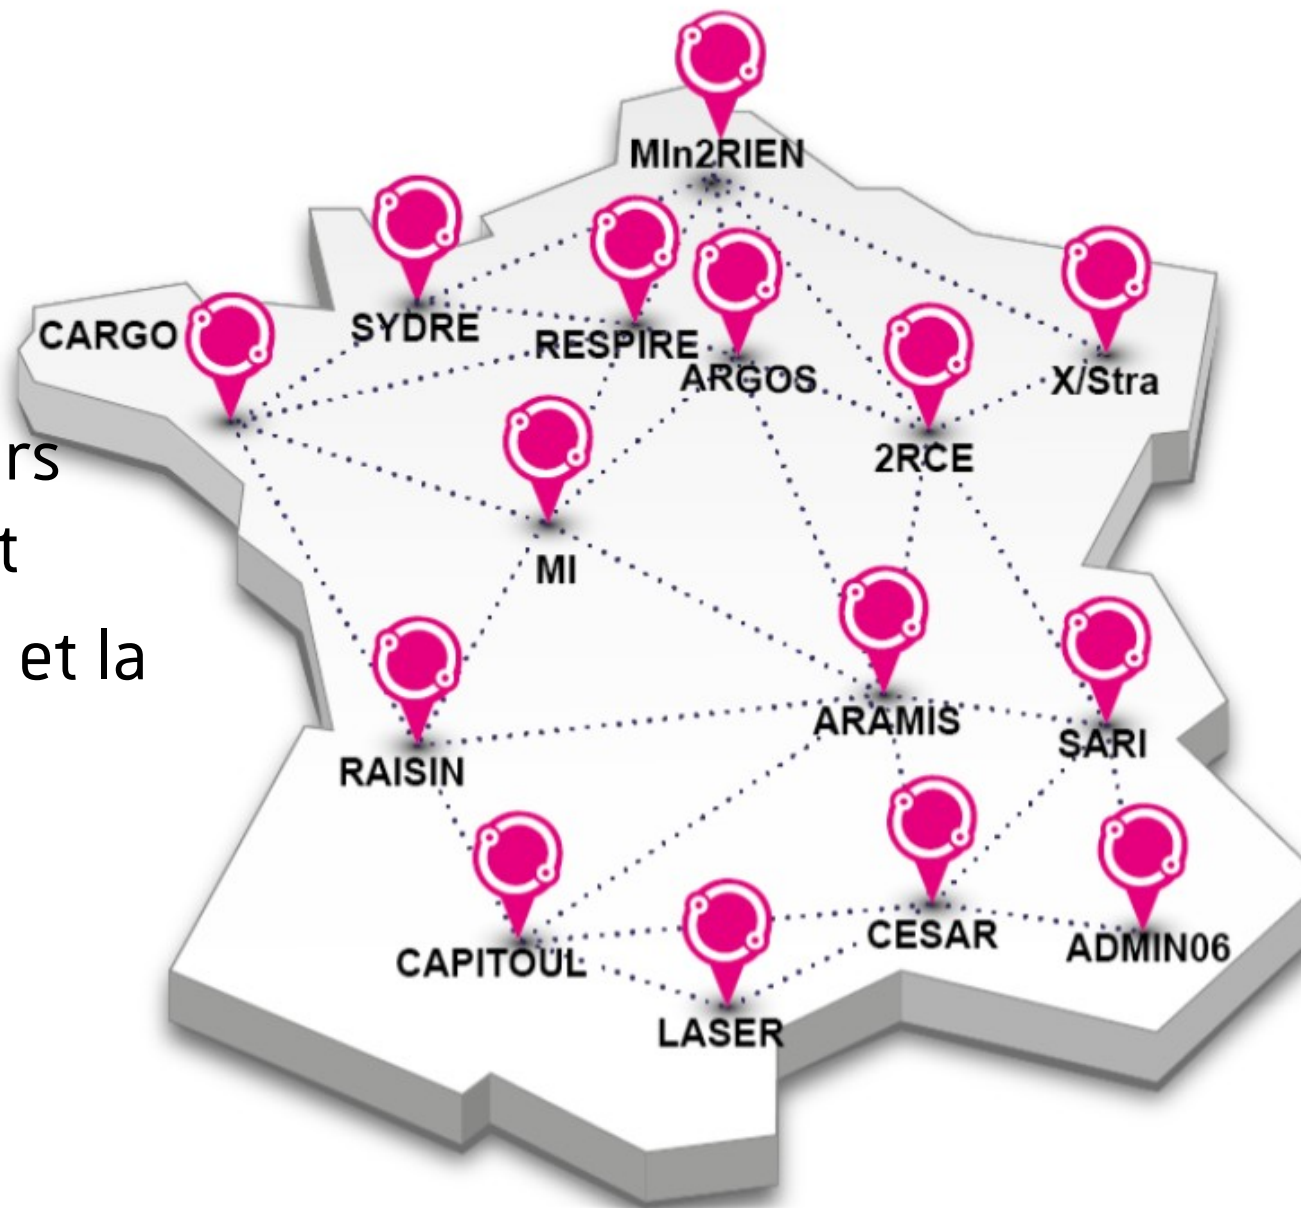 MIn2RIEN
SYDRE
CARGO
RESPIRE
ARGOS
X/Stra
2RCE
rs
t
MI
et la
ARAMIS
SARI
RAISIN
CESAR
ADMIN06
CAPITOUL
LASER